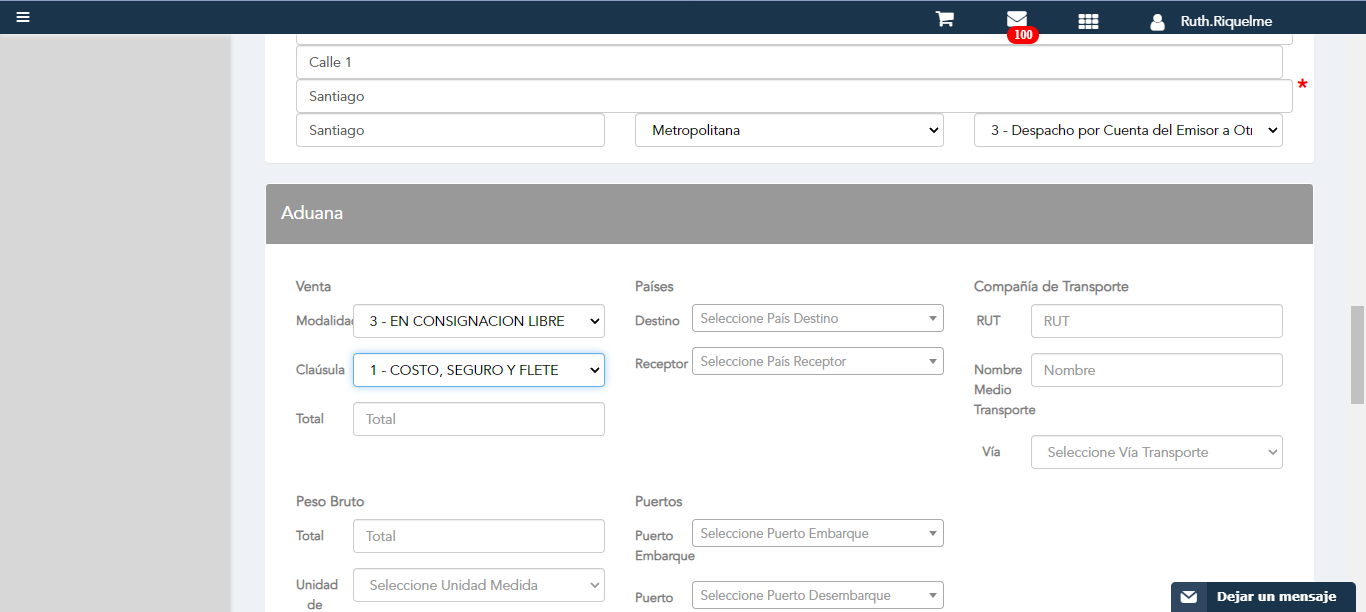 Ruth.Riquelme
100
Calle 1
Santiago
*
Santiago
Metropolitana
3 - Despacho por Cuenta del Emisor a Otr
Aduana
Venta
Países
Compañía de Transporte
Modalidad
3 - EN CONSIGNACION LIBRE
Destino
Seleccione País Destino
RUT
RUT
Claúsula
1 - COSTO, SEGURO Y FLETE
Receptor
Seleccione País Receptor
Nombre
Medio
Transporte
Nombre
Total
Total
Vía
Seleccione Vía Transporte
Peso Bruto
Puertos
Total
Total
Puerto
Embarque
Seleccione Puerto Embarque
Unidad
de
Seleccione Unidad Medida
Puerto
Seleccione Puerto Desembarque
Dejar un mensaje